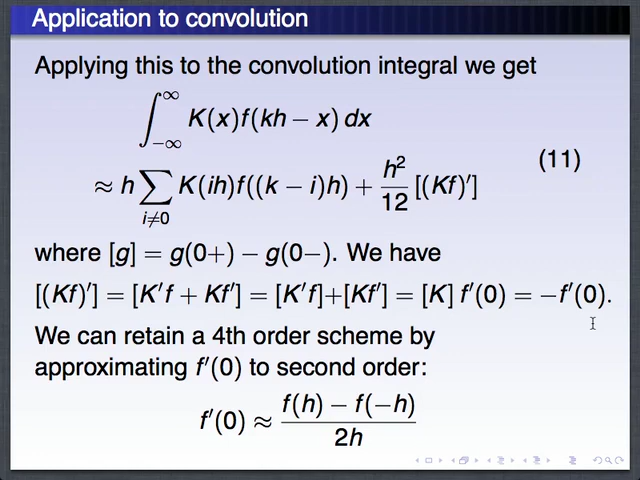 Application to convolution
Applying this to the convolution integral we get
∫_{−∞}^{∞} K(x)f(kh − x) dx
≈ h ∑_{i≠0} K(ih)f((k − i)h) + h²/12 [(Kf)′]
(11)
where [g] = g(0+) − g(0−). We have
[(Kf)′] = [K′f + Kf′] = [K′f]+[Kf′] = [K] f′(0) = −f′(0).
We can retain a 4th order scheme by
approximating f′(0) to second order:
f′(0) ≈ (f(h) − f(−h))/2h